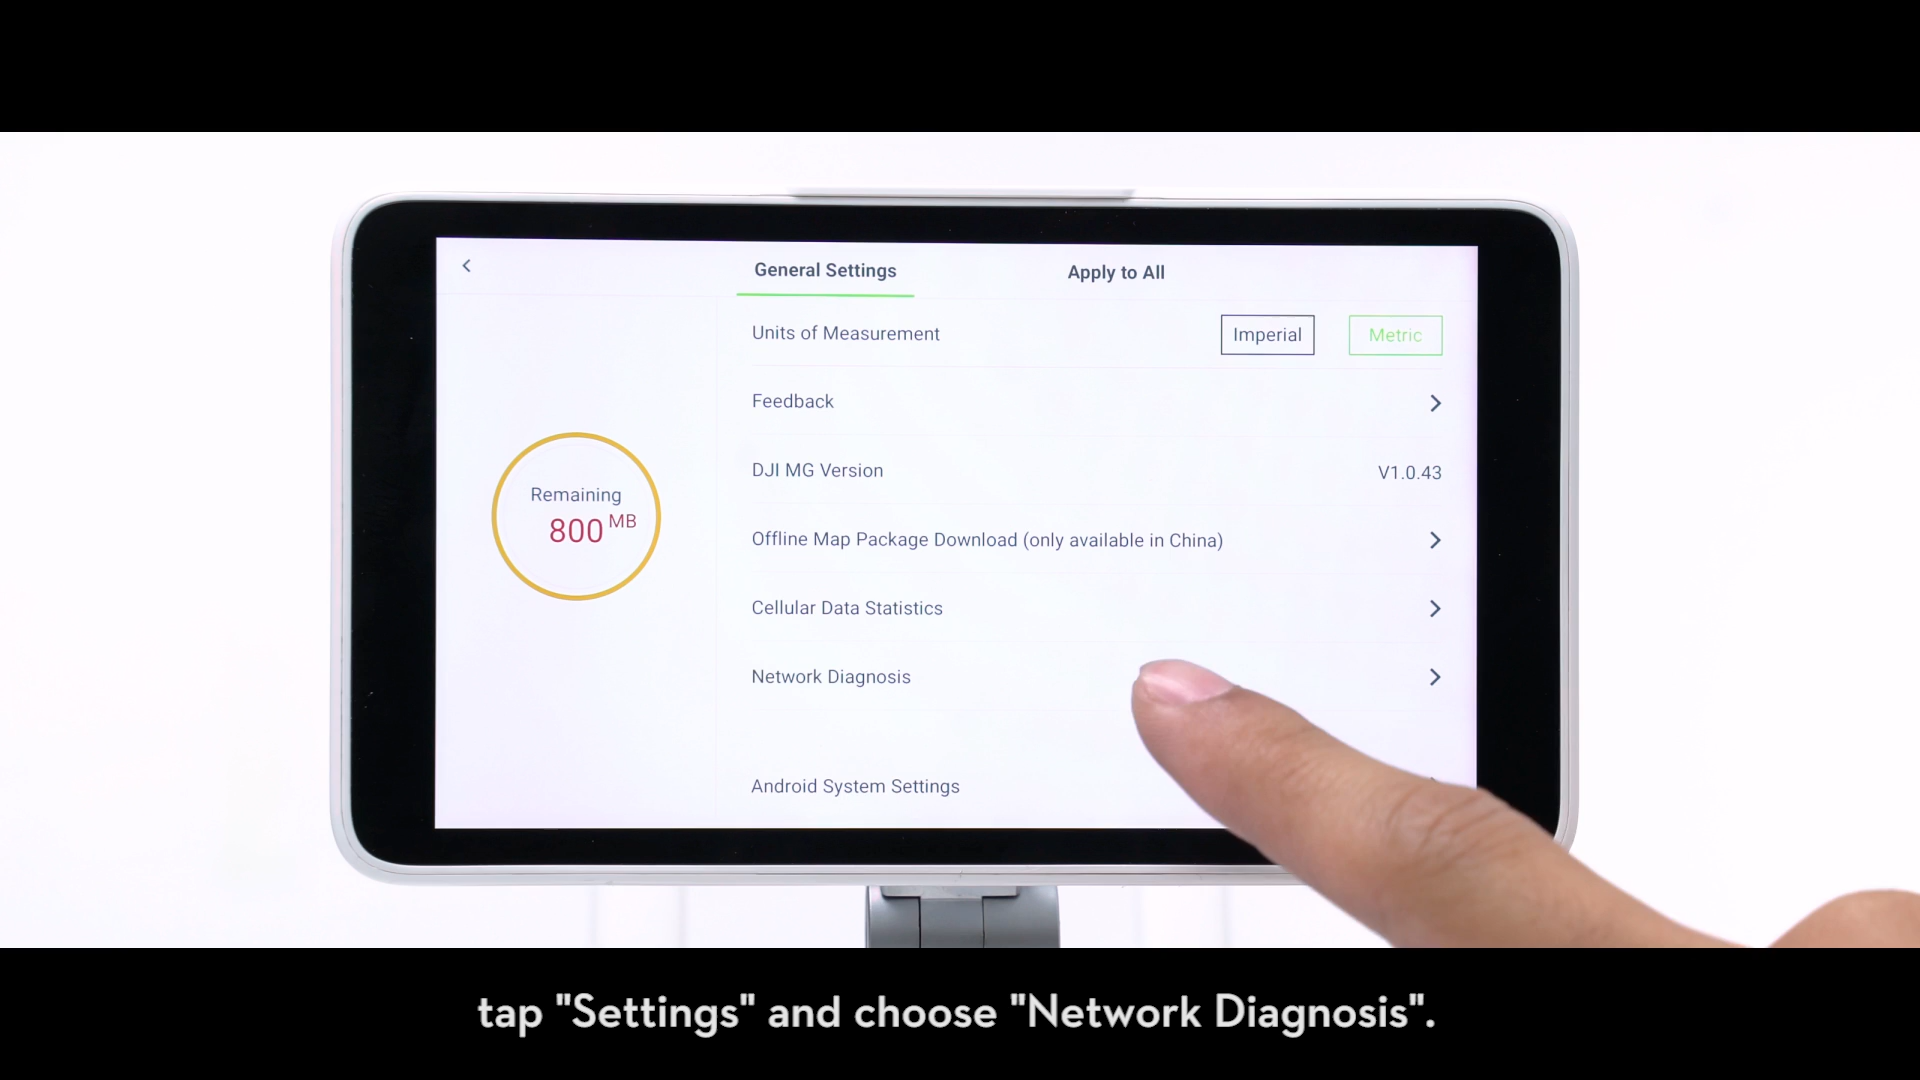 General Settings
Apply to All
Units of Measurement
Imperial
Metric
Feedback
DJI MG Version
V1.0.43
Remaining
800 MB
Offline Map Package Download (only available in China)
Cellular Data Statistics
Network Diagnosis
Android System Settings
tap "Settings" and choose "Network Diagnosis".